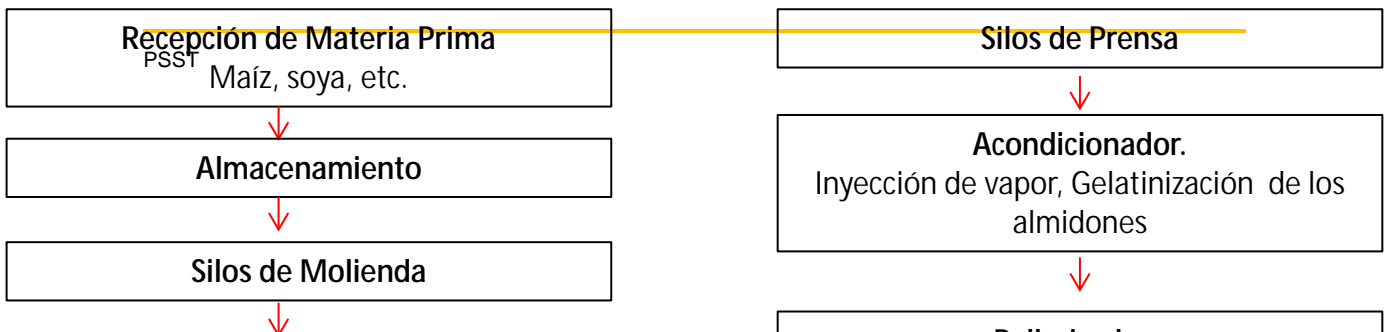 Recepción de Materia Prima
PSST
Maíz, soya, etc.
Almacenamiento
Silos de Molienda
Silos de Prensa
Acondicionador.
Inyección de vapor, Gelatinización de los
almidones